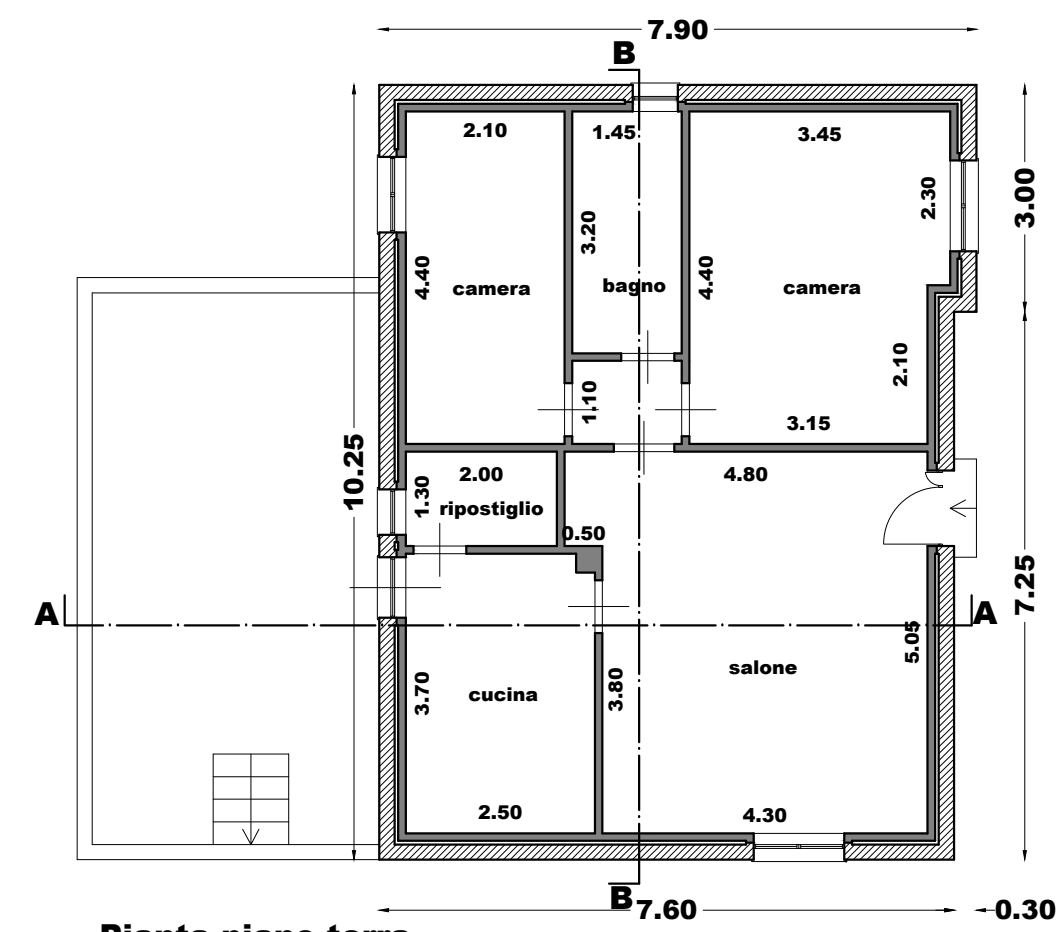 7.90
B
2.10
1.45
3.45
2.30
3.00
3.20
4.40
camera
bagno
4.40
camera
2.10
1.10
3.15
10.25
2.00
4.80
1.30
ripostiglio
0.50
7.25
A
A
5.05
salone
3.70
cucina
3.80
2.50
4.30
B
7.60
0.30
Pianta piano terra